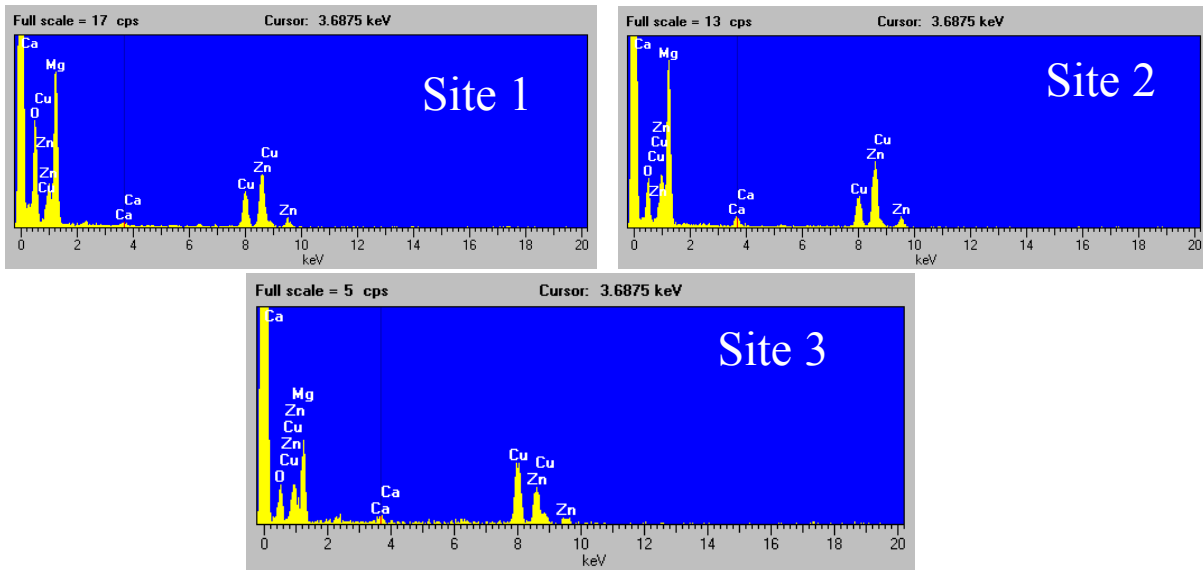 Full scale = 17 cps Cursor: 3.6875 keV
Ca
Mg
Cu
O
Zn
Zn
Cu
Ca
Ca
Cu
Zn
Cu
Zn
Site 1
0 2 4 6 8 10 12 14 16 18 20
keV
Full scale = 13 cps Cursor: 3.6875 keV
Ca
Mg
Zn
Cu
Cu
O
Zn
Ca
Ca
Cu
Zn
Cu
Zn
Site 2
0 2 4 6 8 10 12 14 16 18 20
keV
Full scale = 5 cps Cursor: 3.6875 keV
Ca
Mg
Zn
Cu
Zn
Cu
O
Ca
Ca
Cu
Cu
Zn
Zn
Site 3
0 2 4 6 8 10 12 14 16 18 20
keV